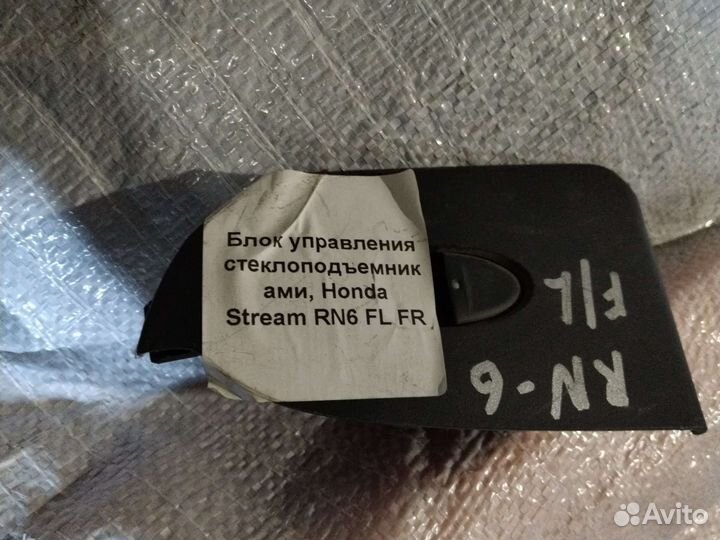 Блок управления
стеклоподъемник
ами, Honda
Stream RN6 FL FR
F/L
RN-6
Avito